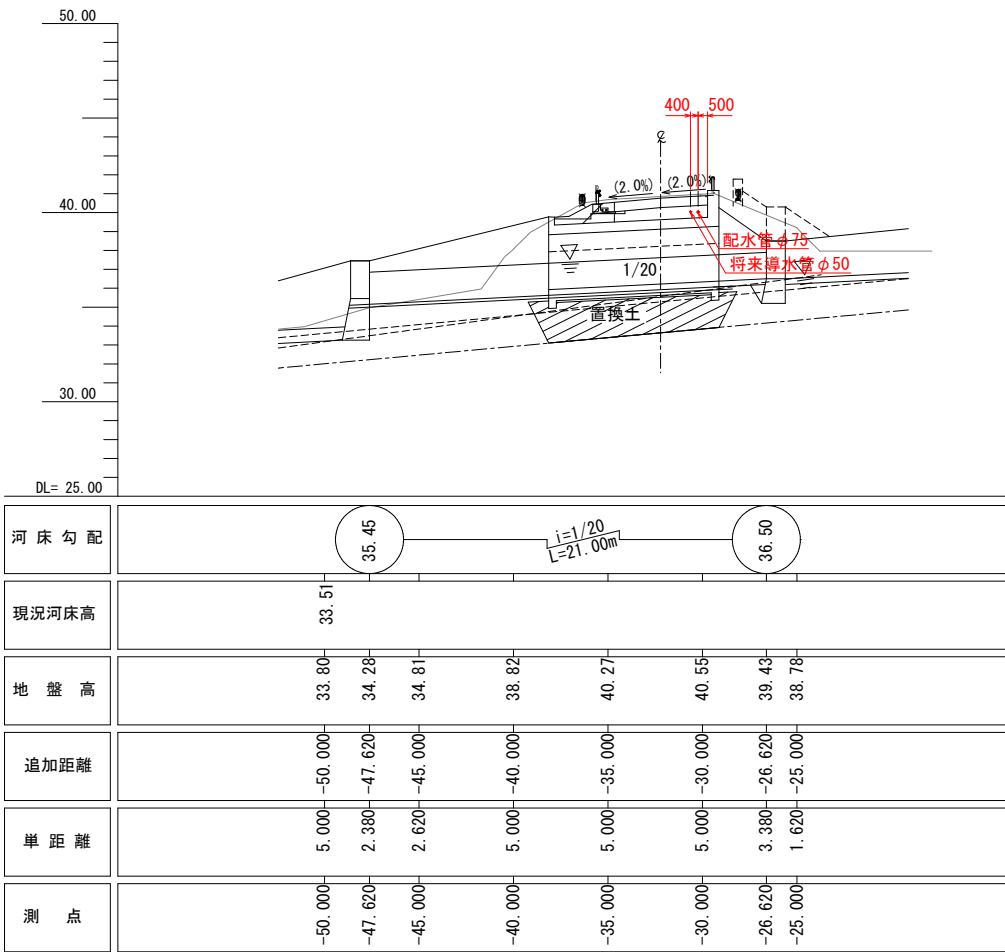 50.00
400 500
℄
(2.0%) (2.0%)
40.00
配水管φ75
将来導水管φ50
1/20
置換土
30.00
DL= 25.00
河床勾配
35.45
i=1/20
L=21.00m
36.50
現況河床高
33.51
地盤高
33.80 34.28 34.81 38.82 40.27 40.55 39.43 38.78
追加距離
-50.000 -47.620 -45.000 -40.000 -35.000 -30.000 -26.620 -25.000
単距離
5.000 2.380 2.620 5.000 5.000 5.000 3.380 1.620
測点
-50.000 -47.620 -45.000 -40.000 -35.000 -30.000 -26.620 -25.000